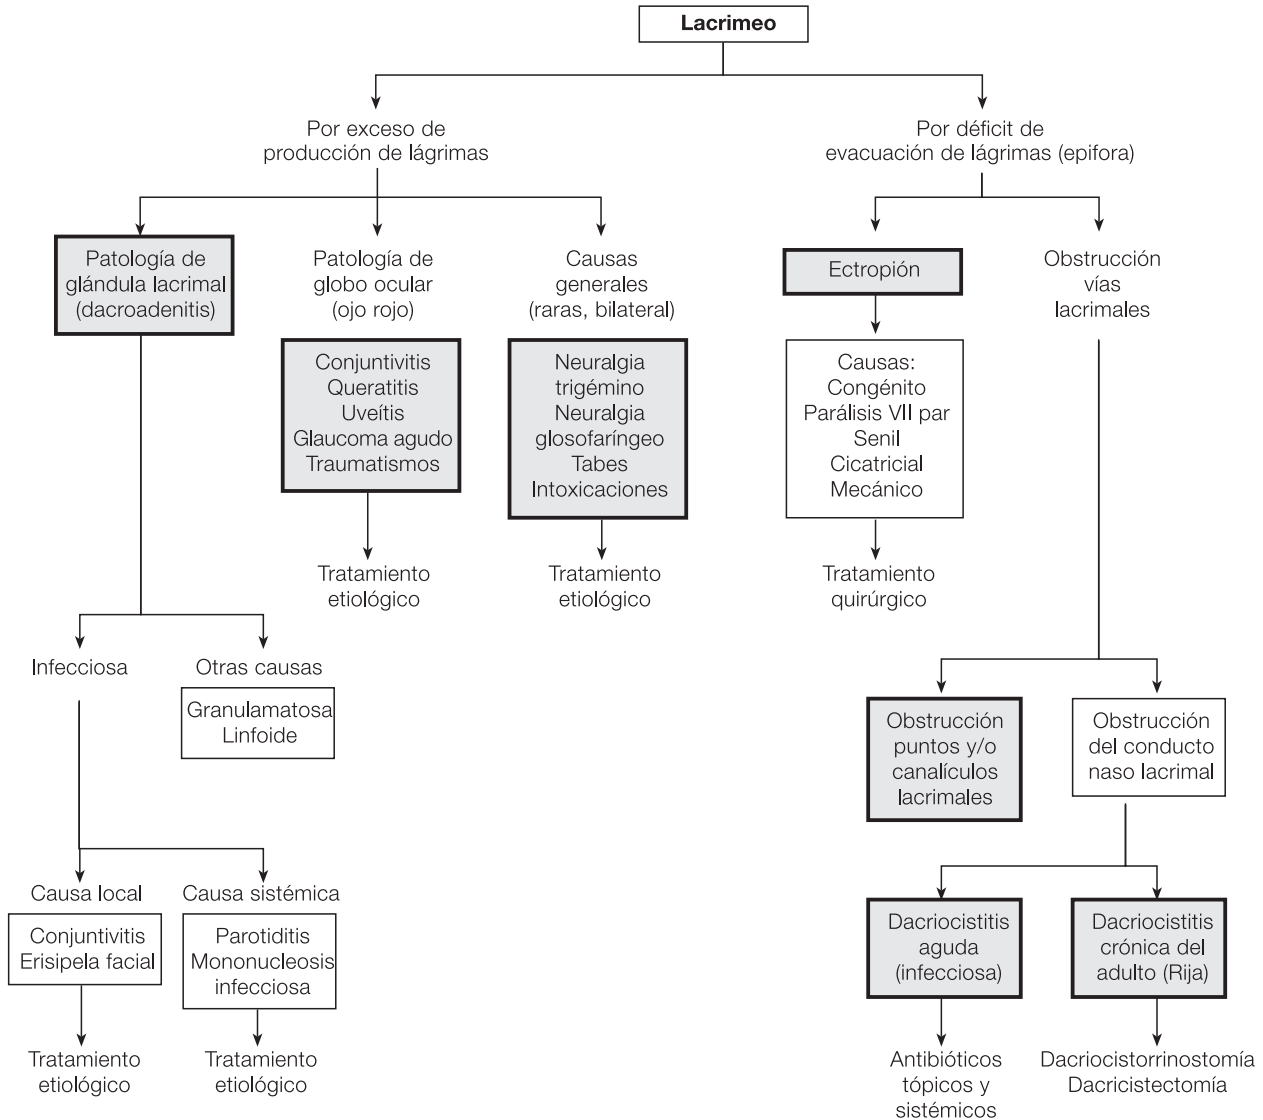 Lacrimeo
Por exceso de
producción de lágrimas
Por déficit de
evacuación de lágrimas (epifora)
Patología de
glándula lacrimal
(dacroadenitis)
Patología de
globo ocular
(ojo rojo)
Causas
generales
(raras, bilateral)
Ectropión
Obstrucción
vías
lacrimales
Conjuntivitis
Queratitis
Uveítis
Glaucoma agudo
Traumatismos
Neuralgia
trigémino
Neuralgia
glosofaríngeo
Tabes
Intoxicaciones
Causas:
Congénito
Parálisis VII par
Senil
Cicatricial
Mecánico
Tratamiento
etiológico
Tratamiento
etiológico
Tratamiento
quirúrgico
Infecciosa
Otras causas
Granulamatosa
Linfoide
Obstrucción
puntos y/o
canalículos
lacrimales
Obstrucción
del conducto
naso lacrimal
Causa local
Conjuntivitis
Erisipela facial
Causa sistémica
Parotiditis
Mononucleosis
infecciosa
Dacriocistitis
aguda
(infecciosa)
Dacriocistitis
crónica del
adulto (Rija)
Tratamiento
etiológico
Tratamiento
etiológico
Antibióticos
tópicos y
sistémicos
Dacriocistorrinostomía
Dacricistectomía